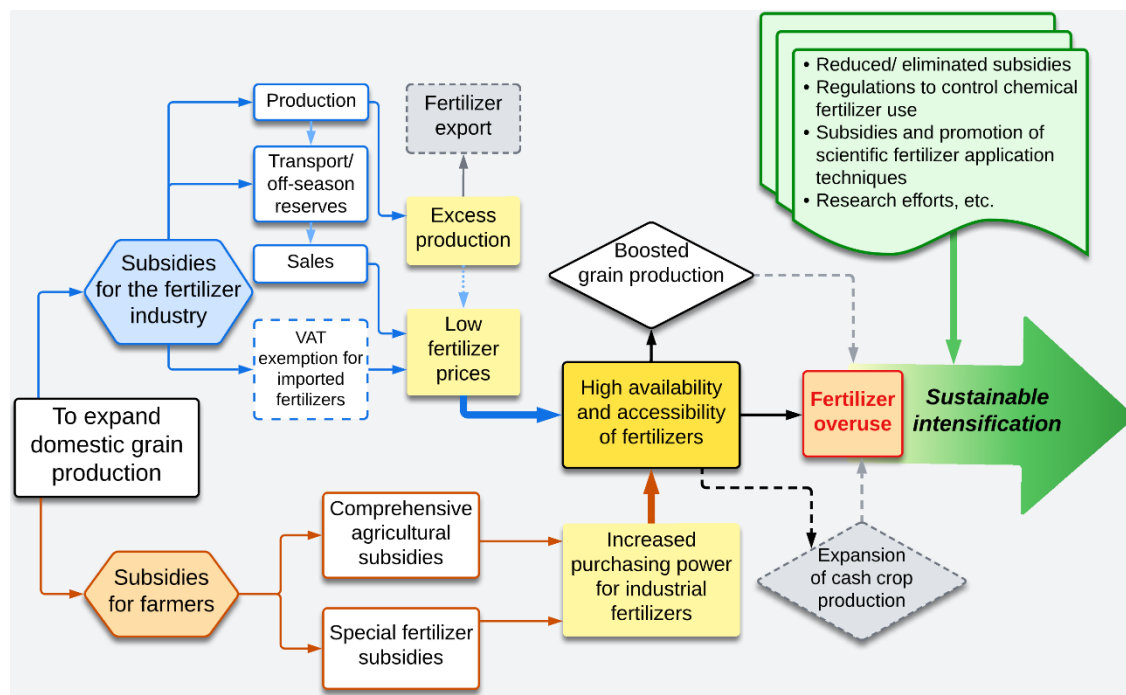 Production
Transport/
off-season
reserves
Sales
Fertilizer
export
Excess
production
Subsidies
for the fertilizer
industry
VAT
exemption for
imported
fertilizers
Low
fertilizer
prices
To expand
domestic grain
production
Subsidies
for farmers
Comprehensive
agricultural
subsidies
Special fertilizer
subsidies
Increased
purchasing power
for industrial
fertilizers
High availability
and accessibility
of fertilizers
Boosted
grain production
Fertilizer
overuse
Expansion
of cash crop
production
• Reduced/ eliminated subsidies
• Regulations to control chemical
fertilizer use
• Subsidies and promotion of
scientific fertilizer application
techniques
• Research efforts, etc.
Sustainable
intensification